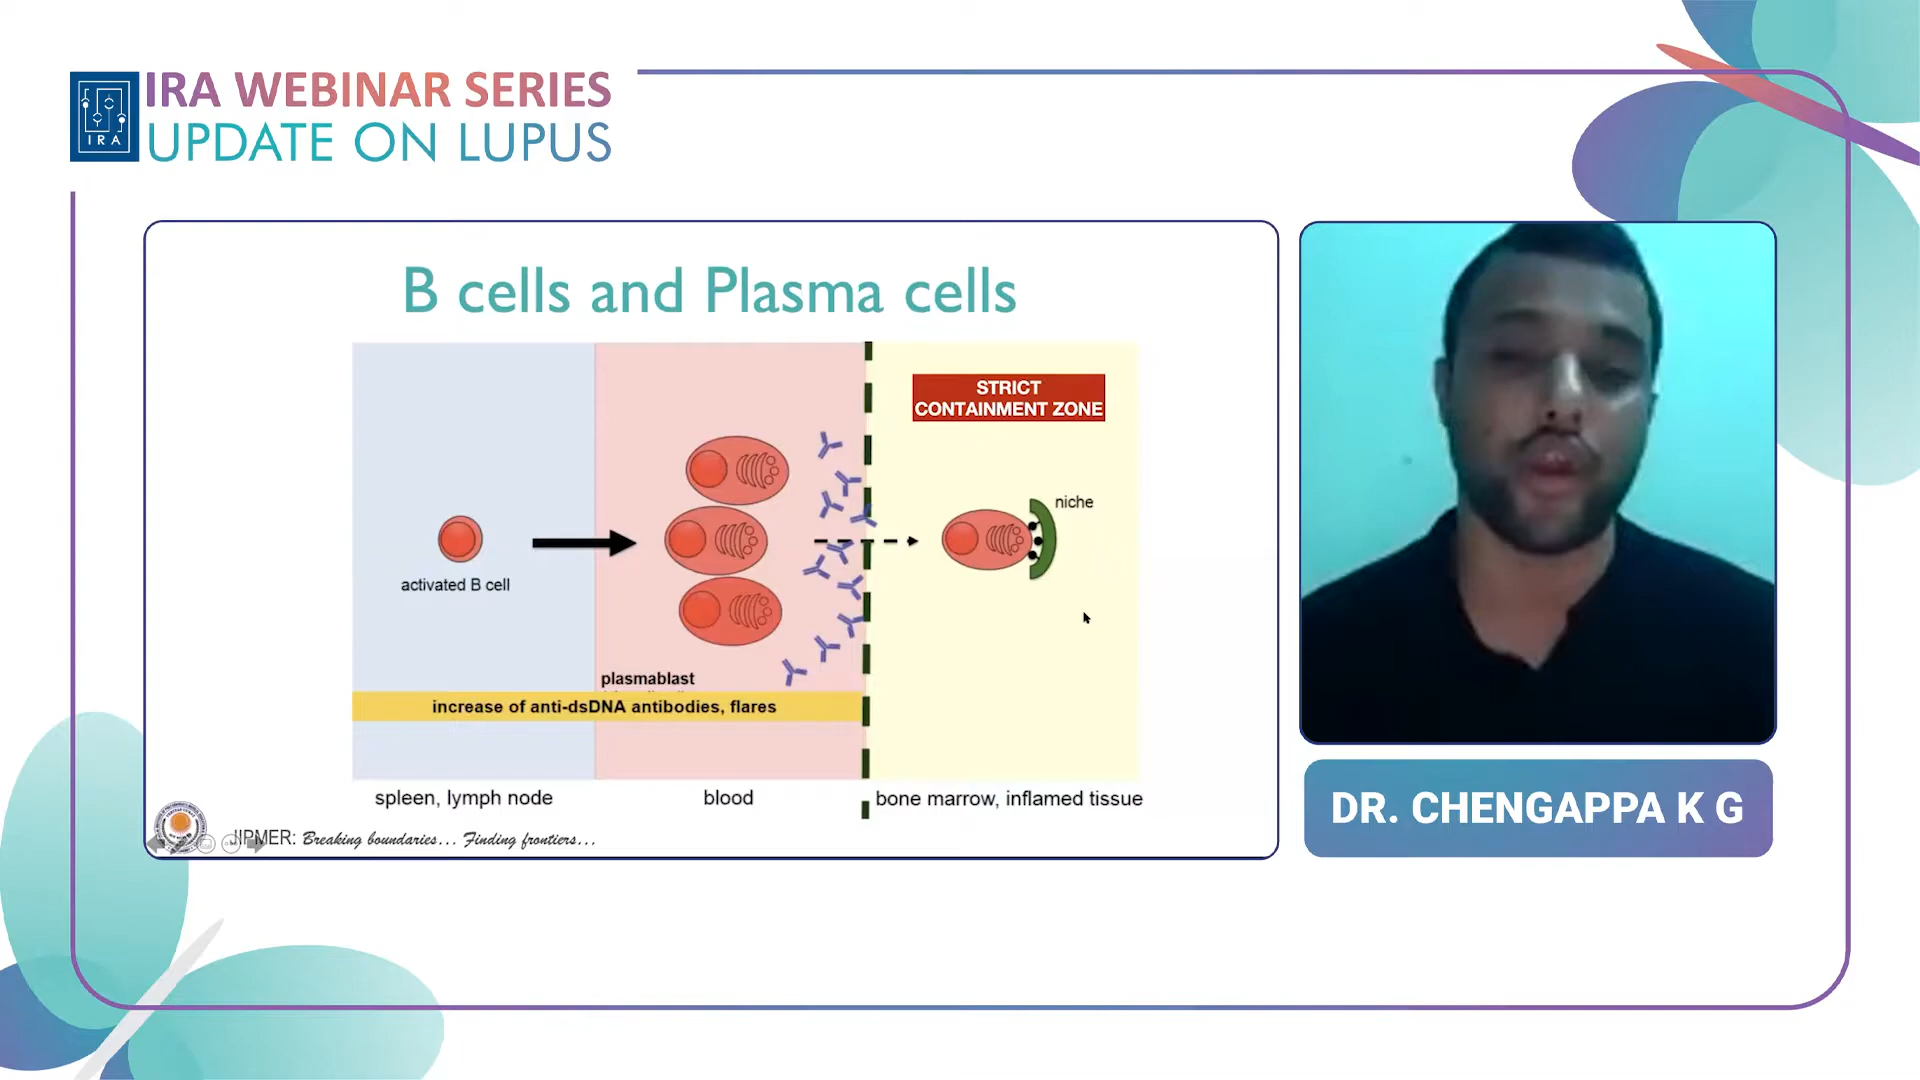 IRA
IRA WEBINAR SERIES
UPDATE ON LUPUS
B cells and Plasma cells
STRICT
CONTAINMENT ZONE
niche
activated B cell
plasmablast
increase of anti-dsDNA antibodies, flares
spleen, lymph node
blood
bone marrow, inflamed tissue
JIPMER: Breaking boundaries... Finding frontiers...
DR. CHENGAPPA K G